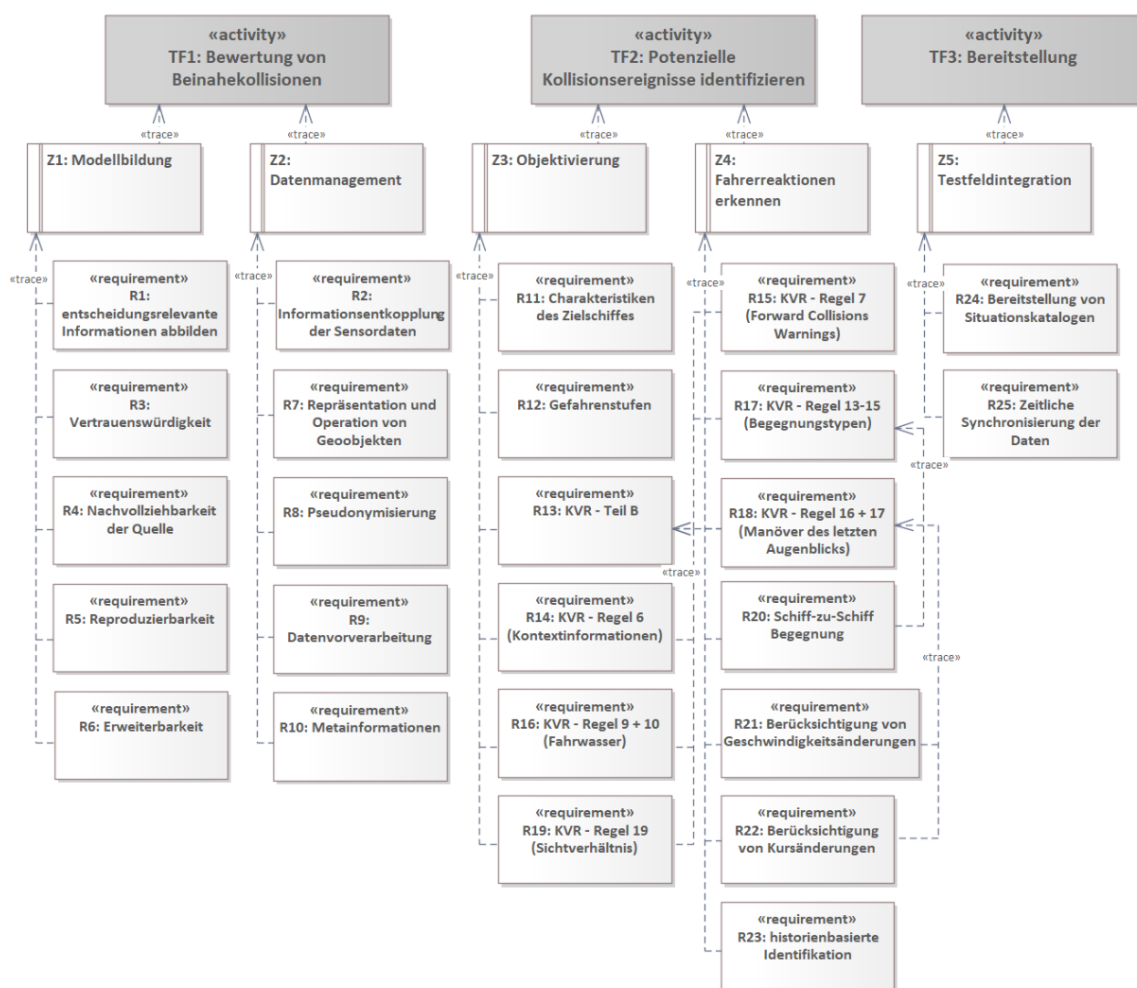 «activity»
TF1: Bewertung von
Beinahekollisionen
«activity»
TF2: Potenzielle
Kollisionsereignisse identifizieren
«activity»
TF3: Bereitstellung
«trace»
«trace»
«trace»
«trace»
«trace»
Z1: Modellbildung
Z2:
Datenmanagement
Z3: Objektivierung
Z4:
Fahrerreaktionen
erkennen
Z5:
Testfeldintegration
«trace»
«trace»
«trace»
«trace»
«trace»
«requirement»
R1:
entscheidungsrelevante
Informationen abbilden
«requirement»
R2:
Informationsentkopplung
der Sensordaten
«requirement»
R11: Charakteristiken
des Zielschiffes
«requirement»
R15: KVR - Regel 7
(Forward Collisions
Warnings)
«requirement»
R24: Bereitstellung von
Situationskatalogen
«requirement»
R3:
Vertrauenswürdigkeit
«requirement»
R7: Repräsentation und
Operation von
Geoobjekten
«requirement»
R12: Gefahrenstufen
«requirement»
R17: KVR - Regel 13-15
(Begegnungstypen)
«requirement»
R25: Zeitliche
Synchronisierung der
Daten
«trace»
«requirement»
R4: Nachvollziehbarkeit
der Quelle
«requirement»
R8: Pseudonymisierung
«requirement»
R13: KVR - Teil B
«requirement»
R18: KVR - Regel 16 + 17
(Manöver des letzten
Augenblicks)
«trace»
«requirement»
R5: Reproduzierbarkeit
«requirement»
R9:
Datenvorverarbeitung
«requirement»
R14: KVR - Regel 6
(Kontextinformationen)
«requirement»
R20: Schiff-zu-Schiff
Begegnung
«trace»
«requirement»
R6: Erweiterbarkeit
«requirement»
R10: Metainformationen
«requirement»
R16: KVR - Regel 9 + 10
(Fahrwasser)
«requirement»
R21: Berücksichtigung von
Geschwindigkeitsänderungen
«requirement»
R19: KVR - Regel 19
(Sichtverhältnis)
«requirement»
R22: Berücksichtigung
von Kursänderungen
«requirement»
R23: historienbasierte
Identifikation